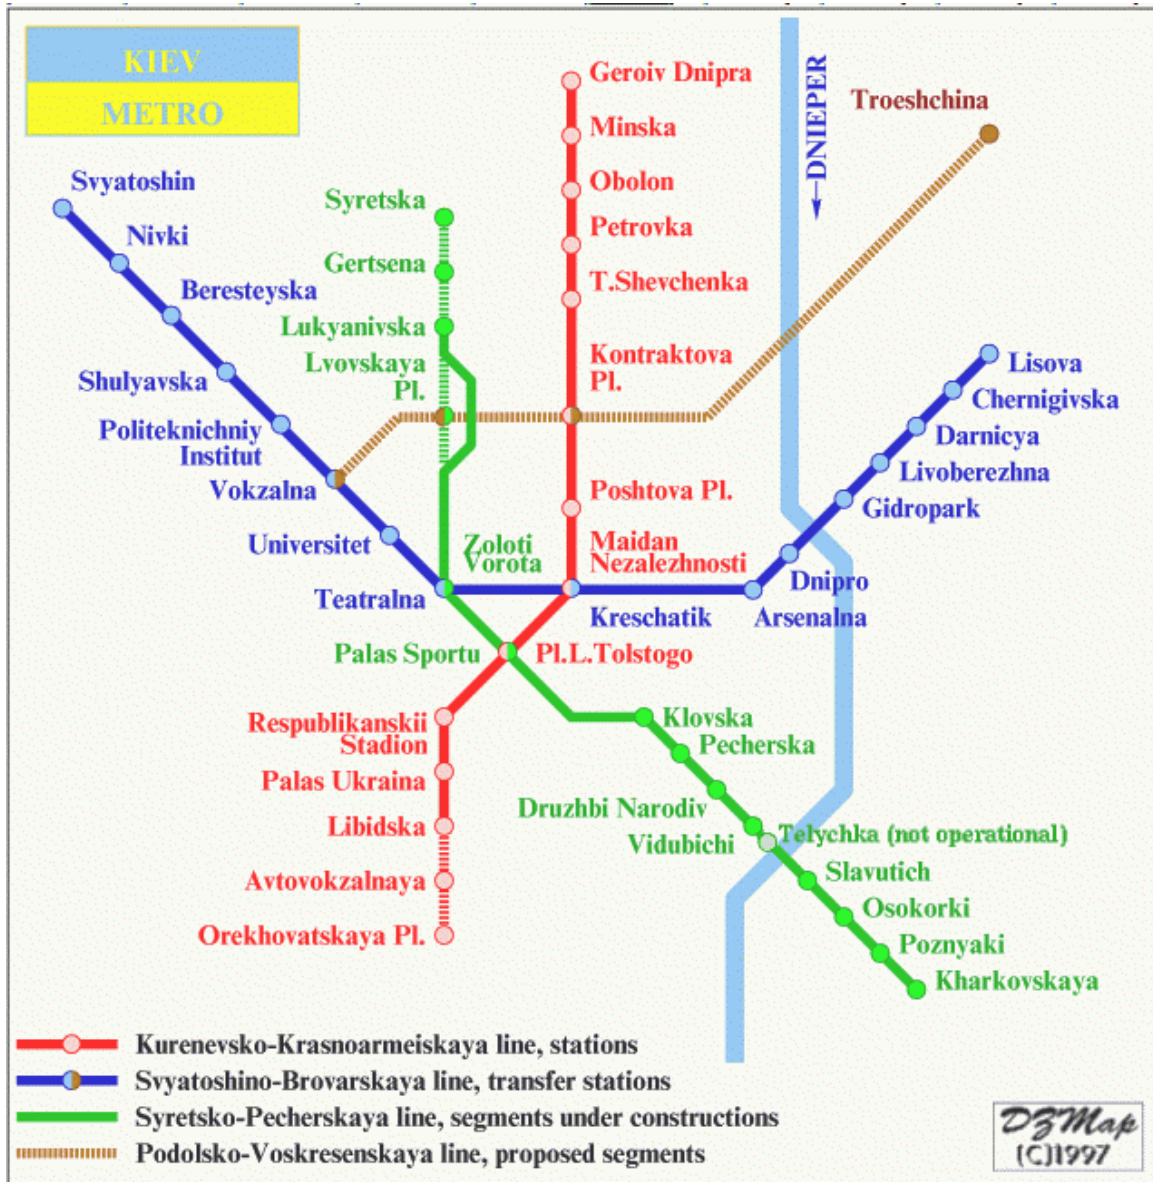 KIEV
METRO
Geroiv Dnipra
Minska
Obolon
Petrovka
T.Shevchenka
Kontraktova
Pl.
Poshtova Pl.
Maidan
Nezalezhnosti
Kreschatik
Pl.L.Tolstogo
Respublikanskii
Stadion
Palas Ukraina
Libidska
Avtovokzalnaya
Orekhovatskaya Pl.
DNIEPER
Troeshchina
Svyatoshin
Nivki
Beresteyska
Shulyavska
Politeknichniy
Institut
Vokzalna
Universitet
Teatralna
Arsenalna
Dnipro
Gidropark
Livoberezhna
Darnicya
Chernigivska
Lisova
Syretska
Gertsena
Lukyanivska
Lvovskaya
Pl.
Zoloti
Vorota
Palas Sportu
Klovska
Pecherska
Druzhbi Narodiv
Vidubichi
Telychka (not operational)
Slavutich
Osokorki
Poznyaki
Kharkovskaya
Kurenevsko-Krasnoarmeiskaya line, stations
Svyatoshino-Brovarskaya line, transfer stations
Syretsko-Pecherskaya line, segments under constructions
Podolsko-Voskresenskaya line, proposed segments
DZMap
(C)1997